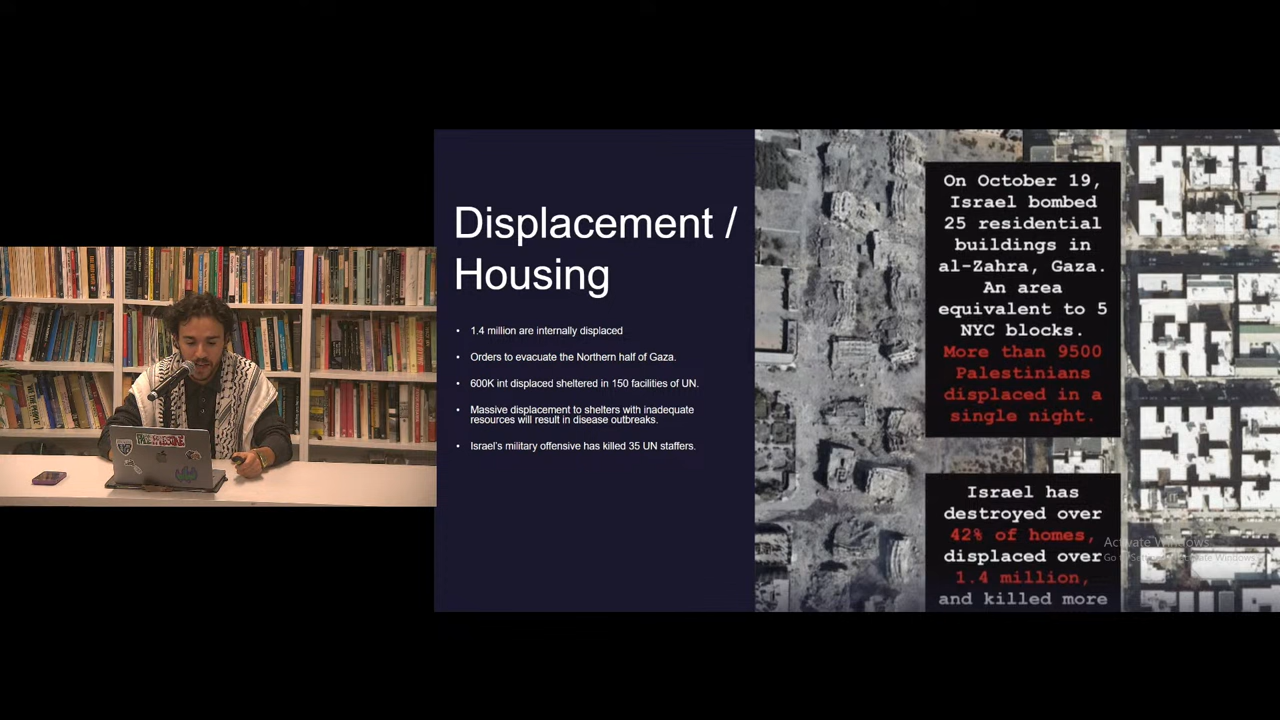 Displacement /
Housing
• 1.4 million are internally displaced
• Orders to evacuate the Northern half of Gaza.
• 600K int displaced sheltered in 150 facilities of UN.
• Massive displacement to shelters with inadequate
resources will result in disease outbreaks.
• Israel's military offensive has killed 35 UN staffers.
On October 19,
Israel bombed
25 residential
buildings in
al-Zahra, Gaza.
An area
equivalent to 5
NYC blocks.
More than 9500
Palestinians
displaced in a
single night.
Israel has
destroyed over
42% of homes,
displaced over
1.4 million,
and killed more
Activate Windows